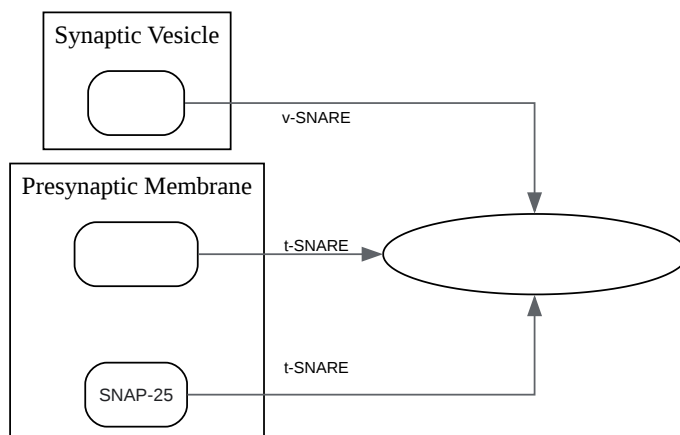 Synaptic Vesicle
v-SNARE
Presynaptic Membrane
t-SNARE
t-SNARE
SNAP-25